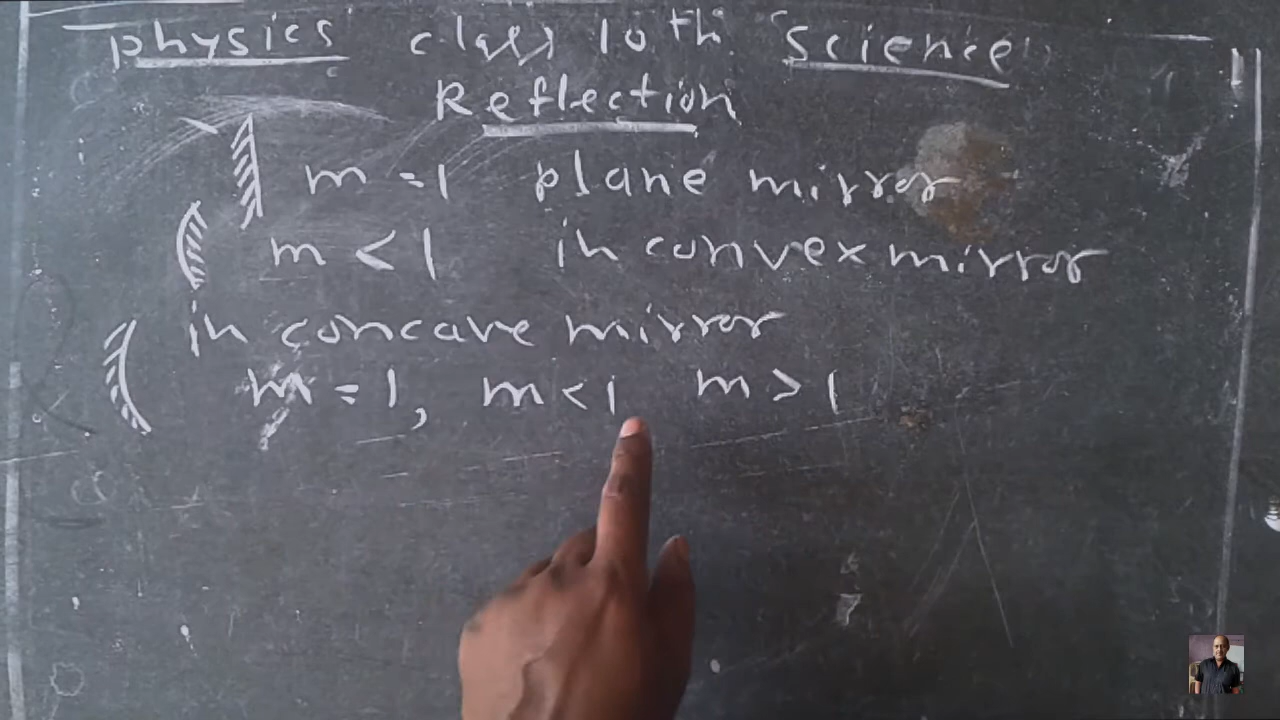 physics class 10th. Science
Reflection
m = 1 plane mirror
m < 1 in convex mirror
in concave mirror
m = 1, m < 1 m > 1